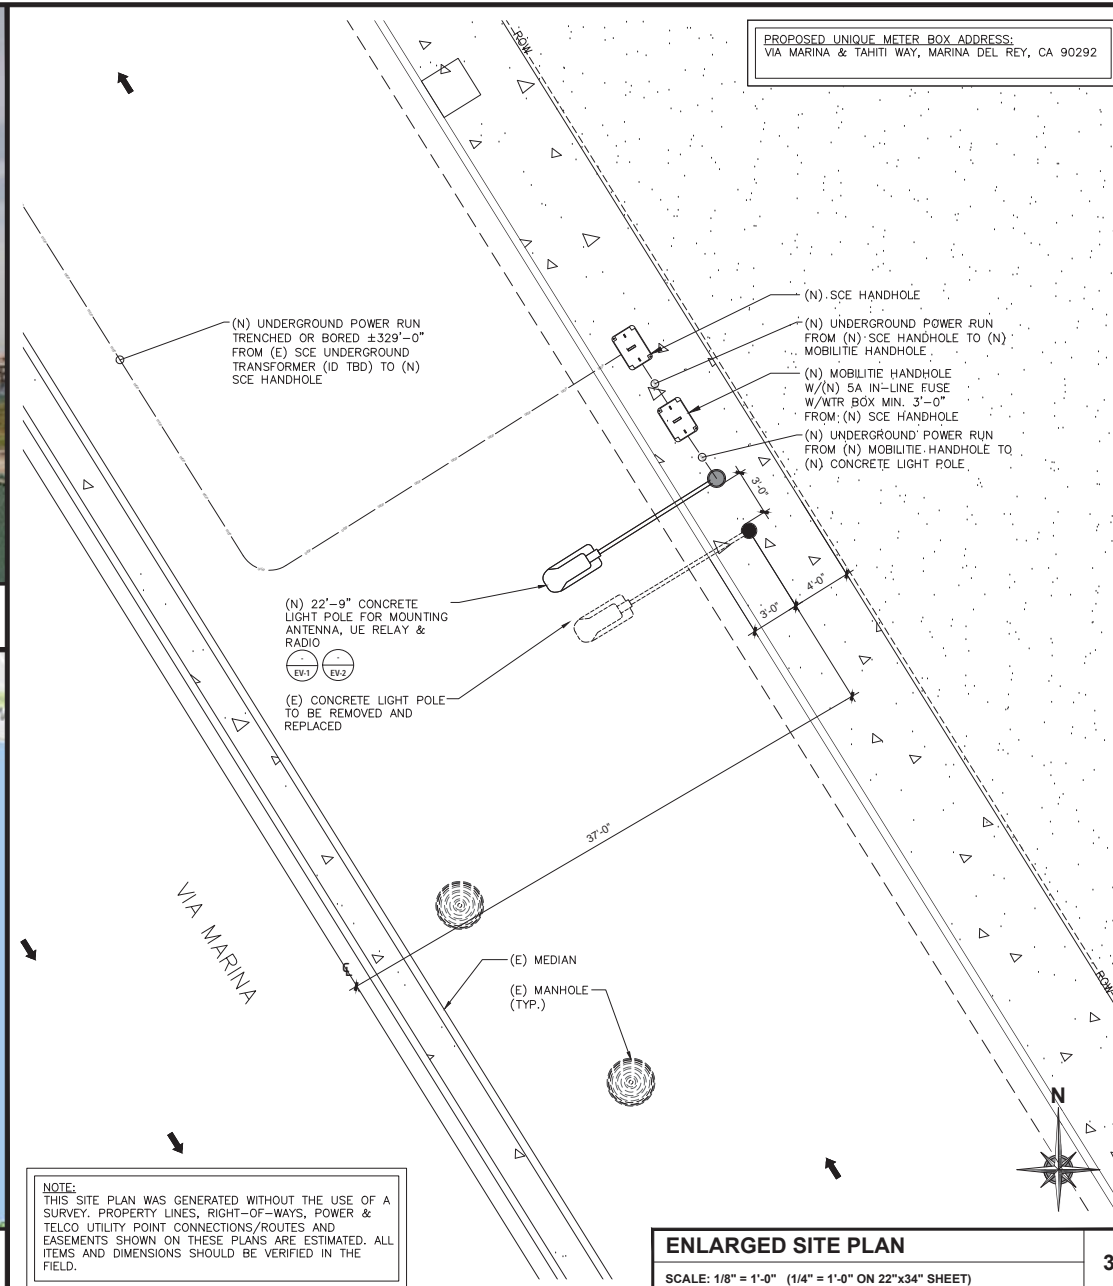 ROW
PROPOSED UNIQUE METER BOX ADDRESS:
VIA MARINA & TAHITI WAY, MARINA DEL REY, CA 90292
(N) SCE HANDHOLE
(N) UNDERGROUND POWER RUN
FROM (N) SCE HANDHOLE TO (N)
MOBILITIE HANDHOLE
(N) MOBILITIE HANDHOLE
W/(N) 5A IN-LINE FUSE
W/WTR BOX MIN. 3'-0"
FROM (N) SCE HANDHOLE
(N) UNDERGROUND POWER RUN
FROM (N) MOBILITIE HANDHOLE TO
(N) CONCRETE LIGHT POLE
(N) UNDERGROUND POWER RUN
TRENCHED OR BORED ±329'-0"
FROM (E) SCE UNDERGROUND
TRANSFORMER (ID TBD) TO (N)
SCE HANDHOLE
3'-0"
4'-0"
3'-0"
(N) 22'-9" CONCRETE
LIGHT POLE FOR MOUNTING
ANTENNA, UE RELAY &
RADIO
- -
EV-1 EV-2
(E) CONCRETE LIGHT POLE
TO BE REMOVED AND
REPLACED
37'-0"
VIA MARINA
CL
(E) MEDIAN
(E) MANHOLE
(TYP.)
ROW
N
NOTE:
THIS SITE PLAN WAS GENERATED WITHOUT THE USE OF A
SURVEY. PROPERTY LINES, RIGHT-OF-WAYS, POWER &
TELCO UTILITY POINT CONNECTIONS/ROUTES AND
EASEMENTS SHOWN ON THESE PLANS ARE ESTIMATED. ALL
ITEMS AND DIMENSIONS SHOULD BE VERIFIED IN THE
FIELD.
ENLARGED SITE PLAN
3
SCALE: 1/8" = 1'-0" (1/4" = 1'-0" ON 22"x34" SHEET)